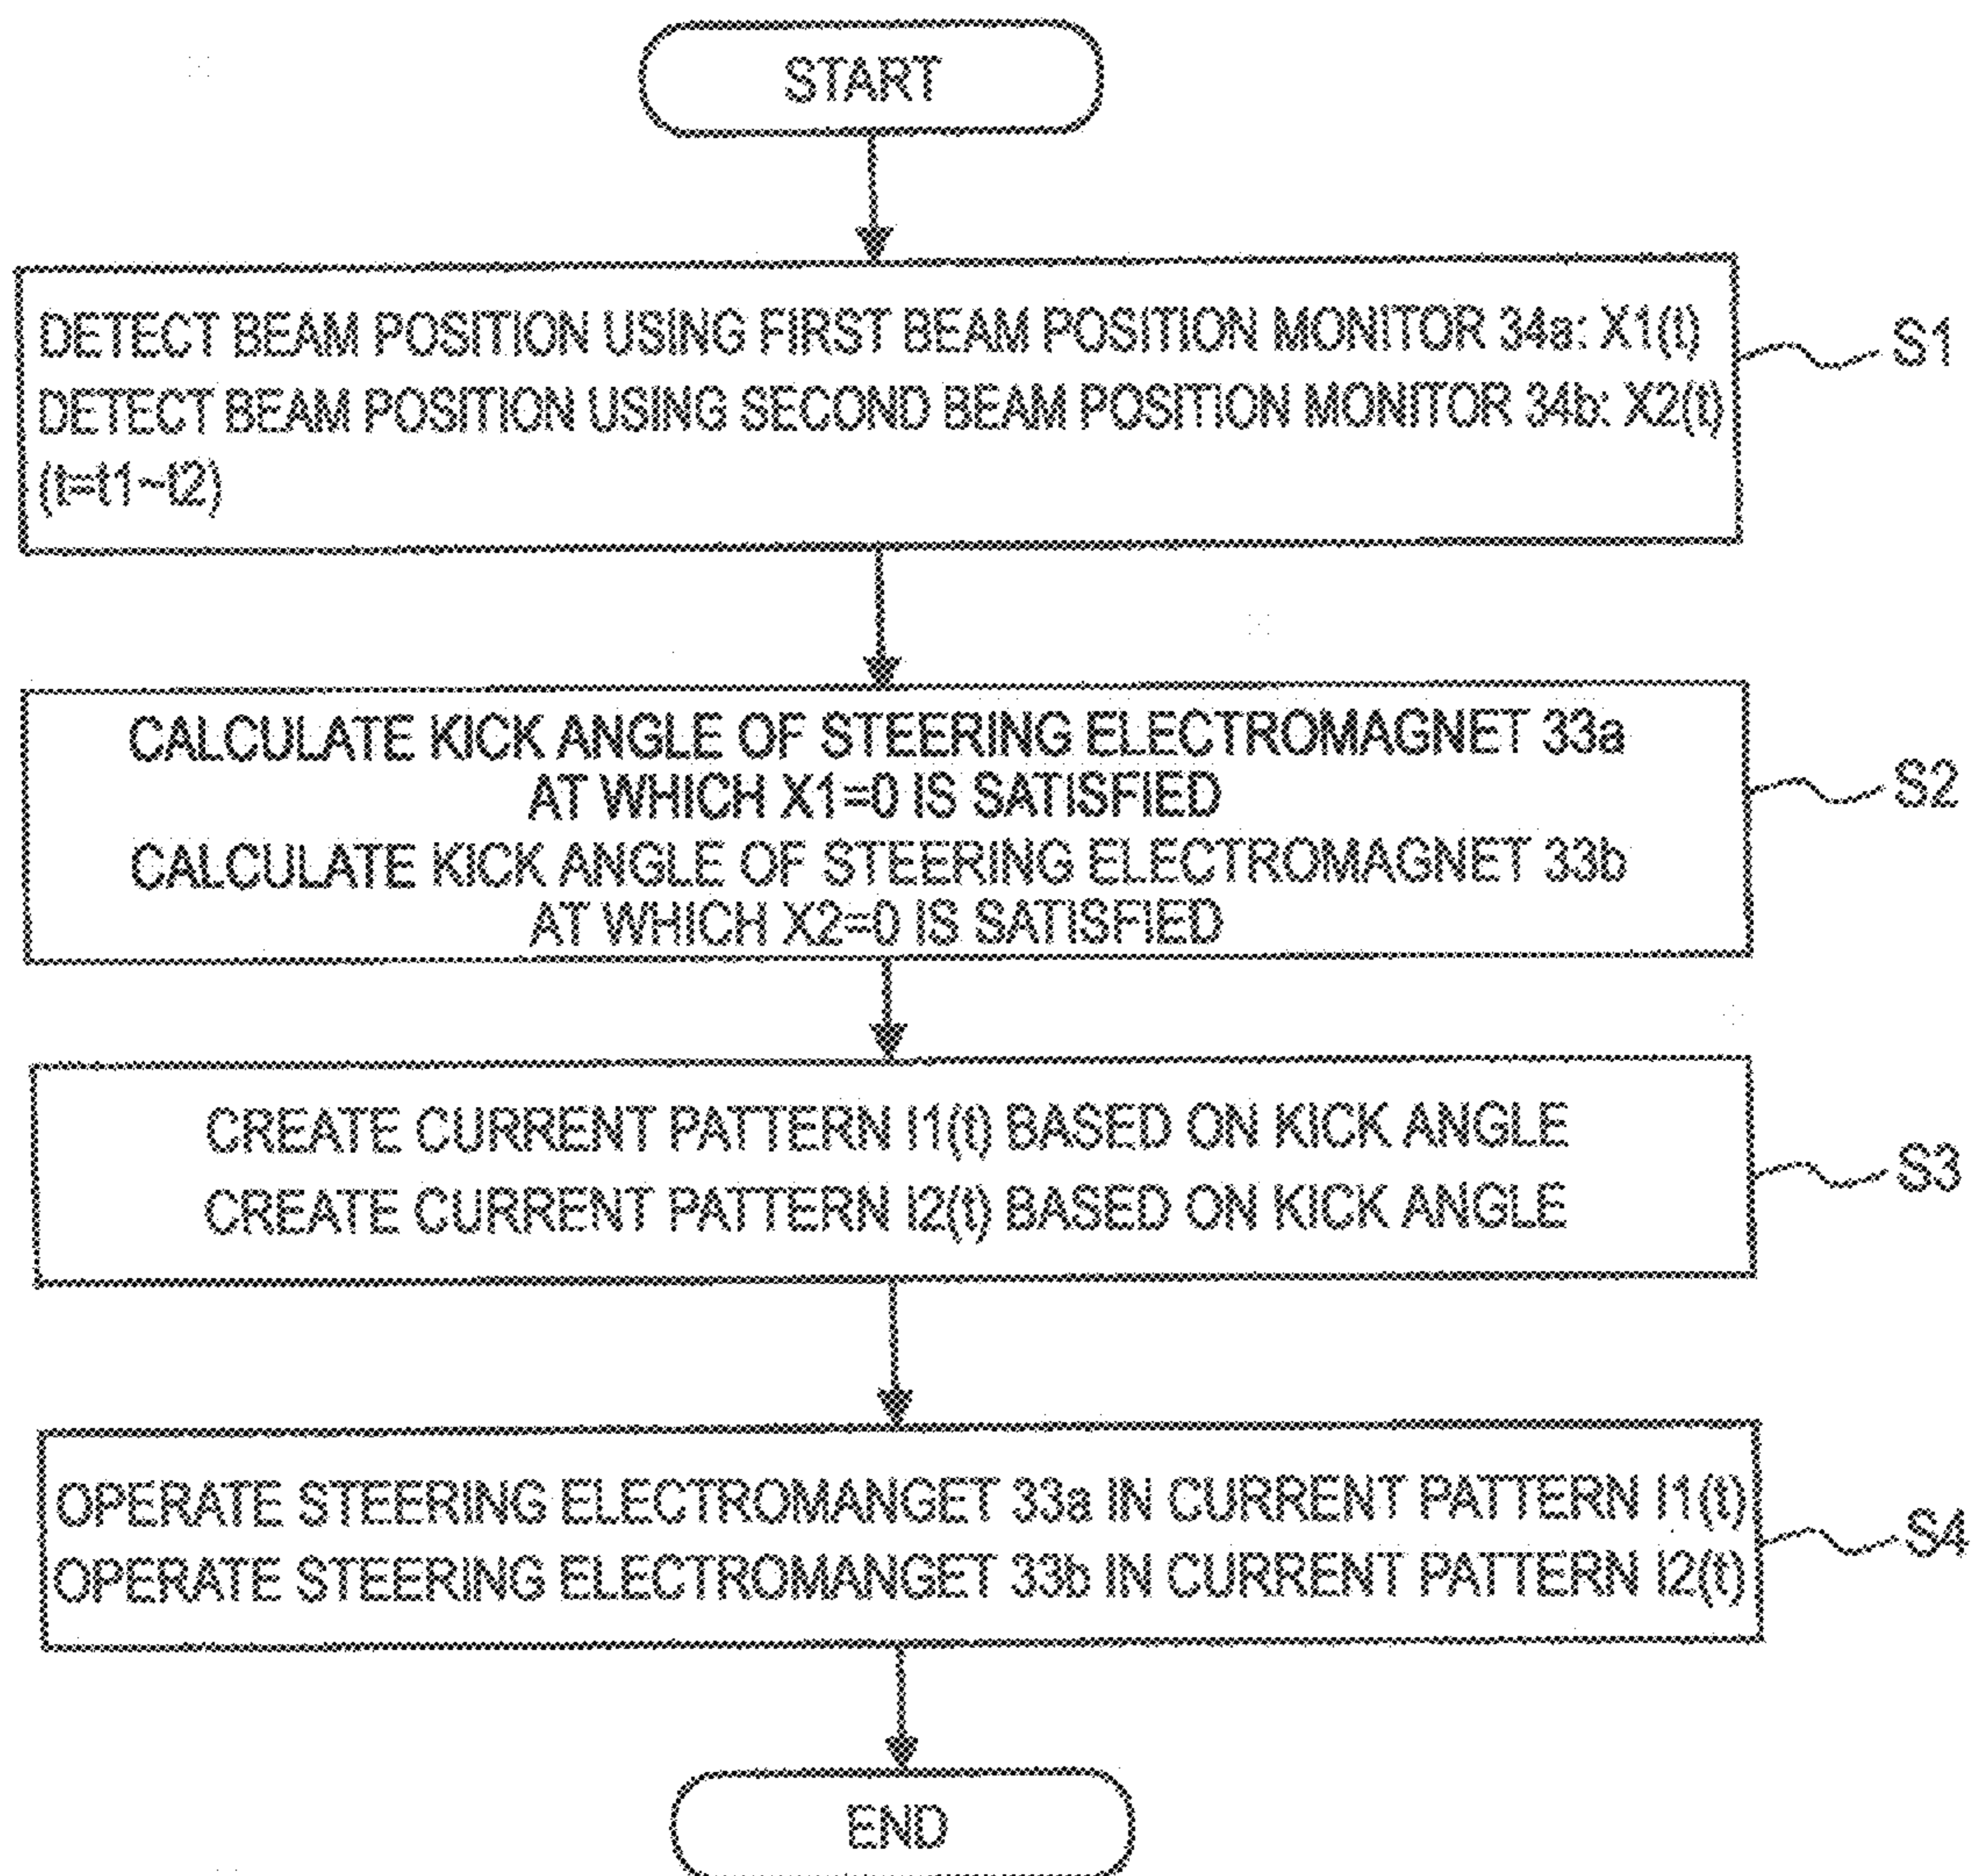 START
DETECT BEAM POSITION USING FIRST BEAM POSITION MONITOR 34a: X1(t)
DETECT BEAM POSITION USING SECOND BEAM POSITION MONITOR 34b: X2(t)
(t=t1~t2)
S1
CALCULATE KICK ANGLE OF STEERING ELECTROMAGNET 33a
AT WHICH X1=0 IS SATISFIED
CALCULATE KICK ANGLE OF STEERING ELECTROMAGNET 33b
AT WHICH X2=0 IS SATISFIED
S2
CREATE CURRENT PATTERN I1(t) BASED ON KICK ANGLE
CREATE CURRENT PATTERN I2(t) BASED ON KICK ANGLE
S3
OPERATE STEERING ELECTROMANGET 33a IN CURRENT PATTERN I1(t)
OPERATE STEERING ELECTROMANGET 33b IN CURRENT PATTERN I2(t)
S4
END